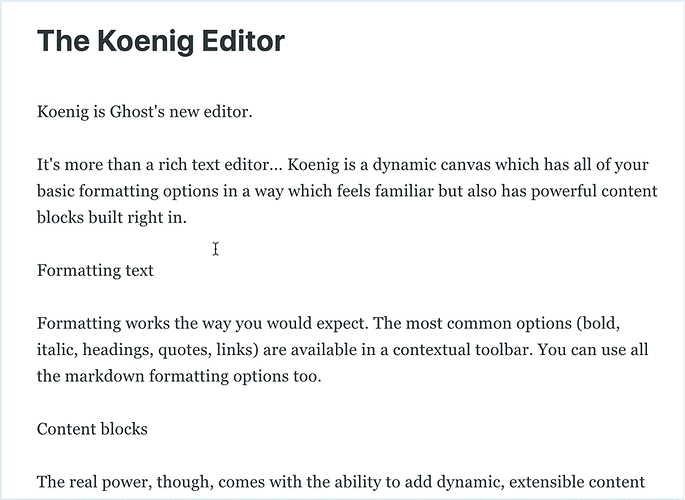 The Koenig Editor
Koenig is Ghost's new editor.
It's more than a rich text editor... Koenig is a dynamic canvas which has all of your
basic formatting options in a way which feels familiar but also has powerful content
blocks built right in.
Formatting text
Formatting works the way you would expect. The most common options (bold,
italic, headings, quotes, links) are available in a contextual toolbar. You can use all
the markdown formatting options too.
Content blocks
The real power, though, comes with the ability to add dynamic, extensible content